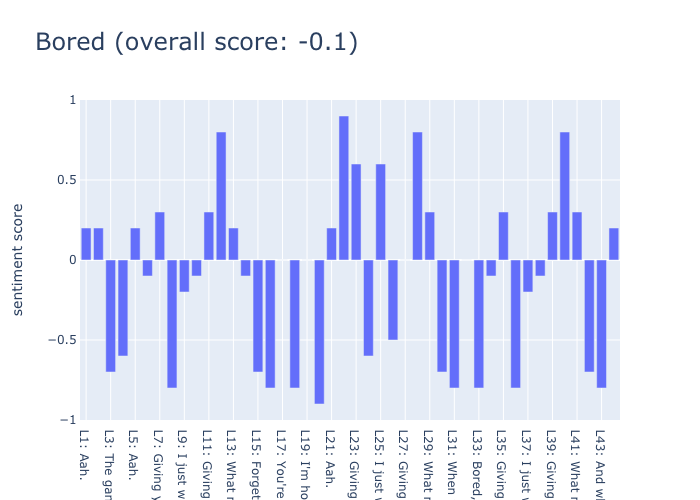 Bored (overall score: -0.1)
sentiment score
1
0.5
0
−0.5
−1
L1: Aah.
L3: The gar
L5: Aah.
L7: Giving y
L9: I just w
L11: Giving
L13: What r
L15: Forget
L17: You're
L19: I'm ho
L21: Aah.
L23: Giving
L25: I just
L27: Giving
L29: What r
L31: When
L33: Bored,
L35: Giving
L37: I just
L39: Giving
L41: What r
L43: And w